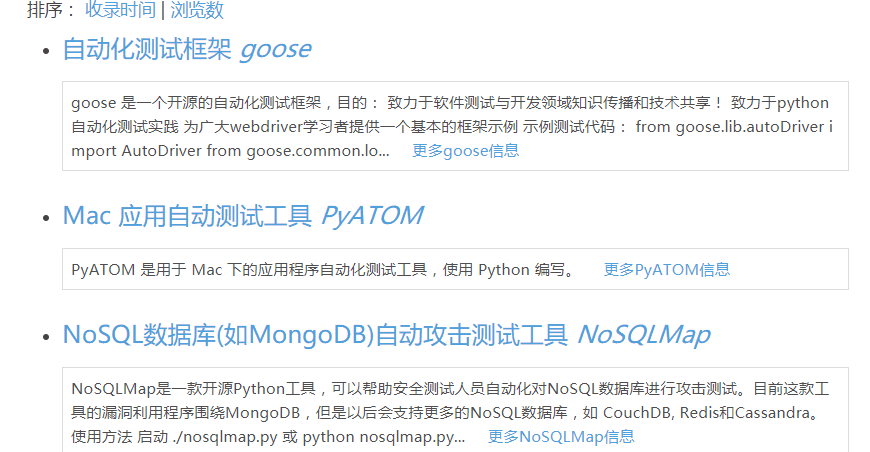 排序： 收录时间 | 浏览数
自动化测试框架 goose
goose 是一个开源的自动化测试框架，目的： 致力于软件测试与开发领域知识传播和技术共享！ 致力于python
自动化测试实践 为广大webdriver学习者提供一个基本的框架示例 示例测试代码： from goose.lib.autoDriver i
mport AutoDriver from goose.common.lo... 更多goose信息
Mac 应用自动测试工具 PyATOM
PyATOM 是用于 Mac 下的应用程序自动化测试工具，使用 Python 编写。 更多PyATOM信息
NoSQL数据库(如MongoDB)自动攻击测试工具 NoSQLMap
NoSQLMap是一款开源Python工具，可以帮助安全测试人员自动化对NoSQL数据库进行攻击测试。目前这款工
具的漏洞利用程序围绕MongoDB，但是以后会支持更多的NoSQL数据库，如 CouchDB, Redis和Cassandra。
使用方法 启动 ./nosqlmap.py 或 python nosqlmap.py... 更多NoSQLMap信息